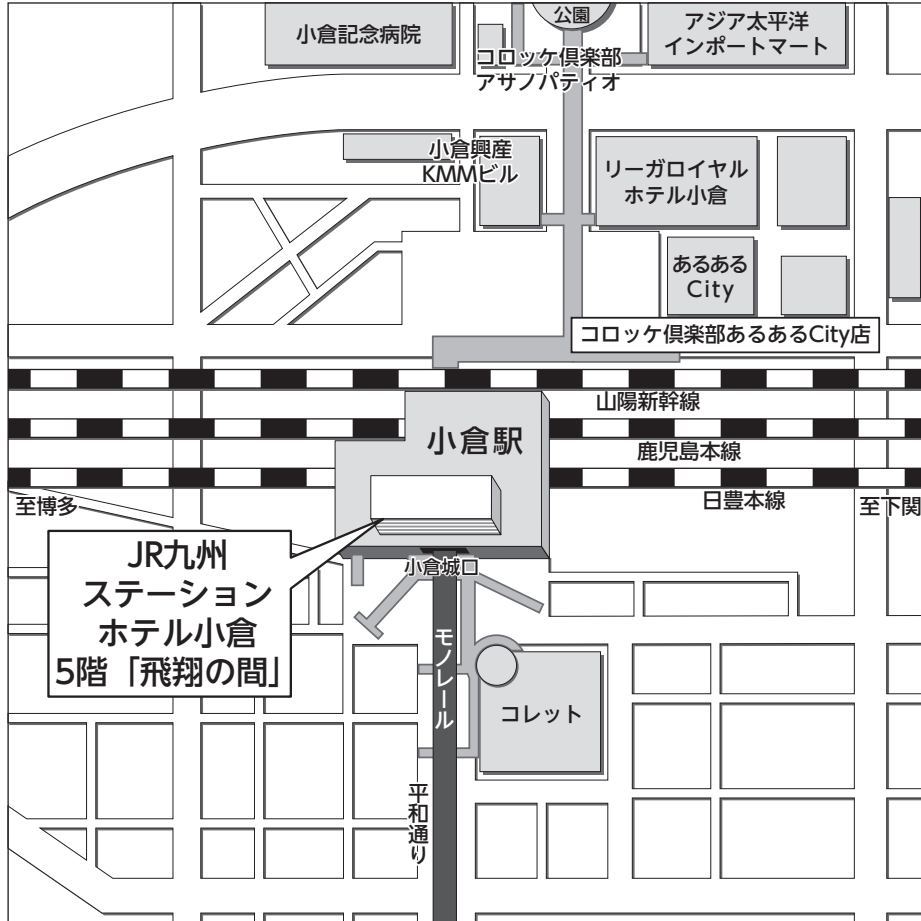 公園
小倉記念病院
アジア太平洋
インポートマート
コロッケ倶楽部
アサノパティオ
小倉興産
KMMビル
リーガロイヤル
ホテル小倉
あるある
City
コロッケ倶楽部あるあるCity店
山陽新幹線
小倉駅
鹿児島本線
日豊本線
至博多
至下関
JR九州
ステーション
ホテル小倉
5階「飛翔の間」
小倉城口
モノレール
コレット
平和通り